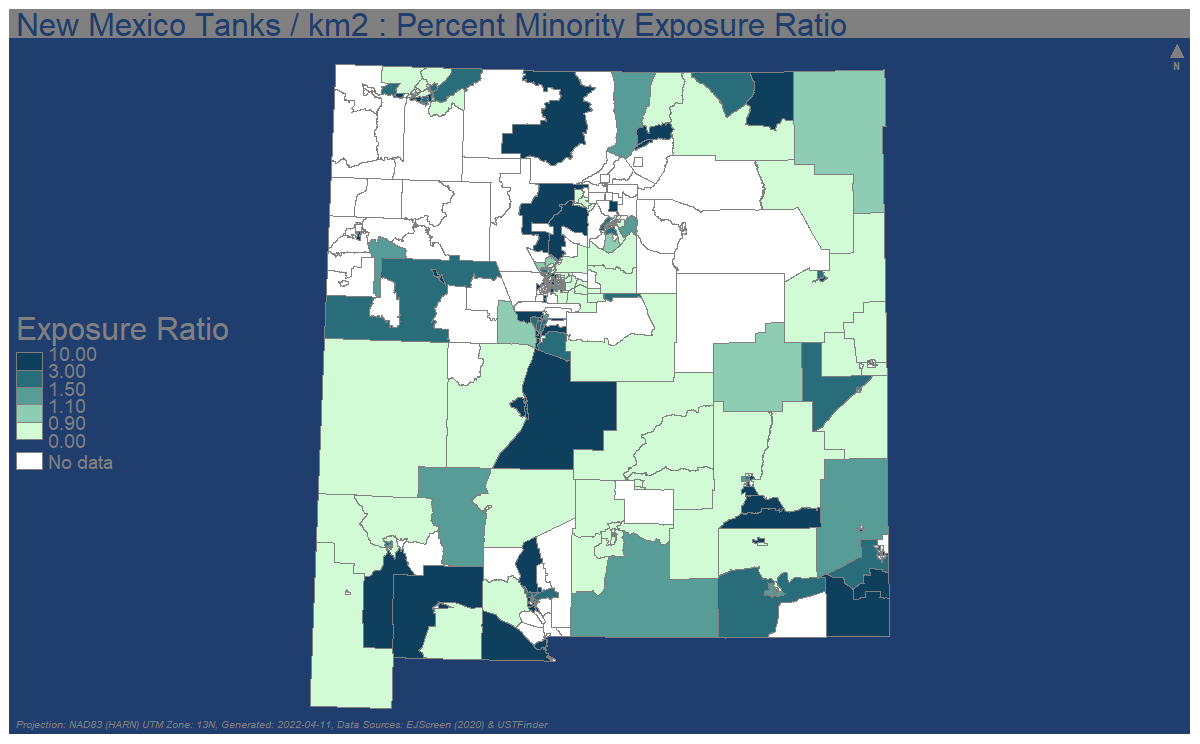 New Mexico Tanks / km2 : Percent Minority Exposure Ratio
N
Exposure Ratio
10.00
3.00
1.50
1.10
0.90
0.00
No data
Projection: NAD83 (HARN) UTM Zone: 13N, Generated: 2022-04-11, Data Sources: EJScreen (2020) & USTFinder